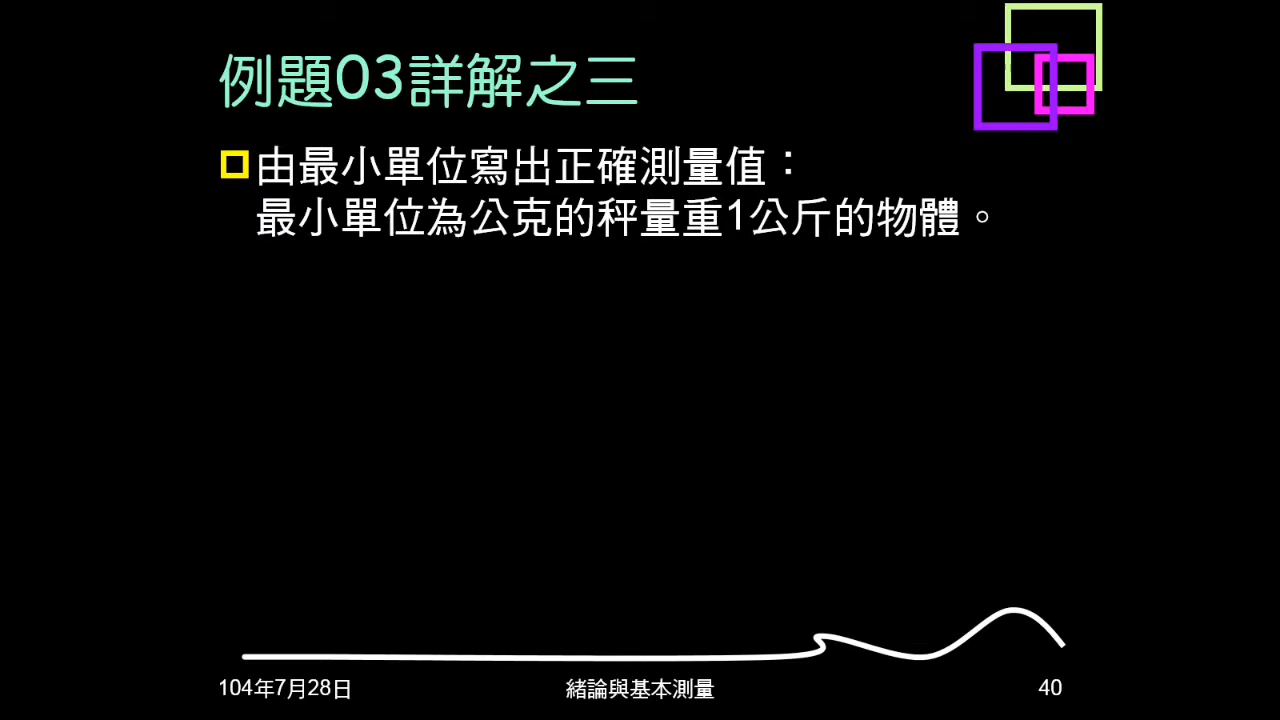 例題03詳解之三
由最小單位寫出正確測量值：
最小單位為公克的秤量重1公斤的物體。
104年7月28日
緒論與基本測量
40